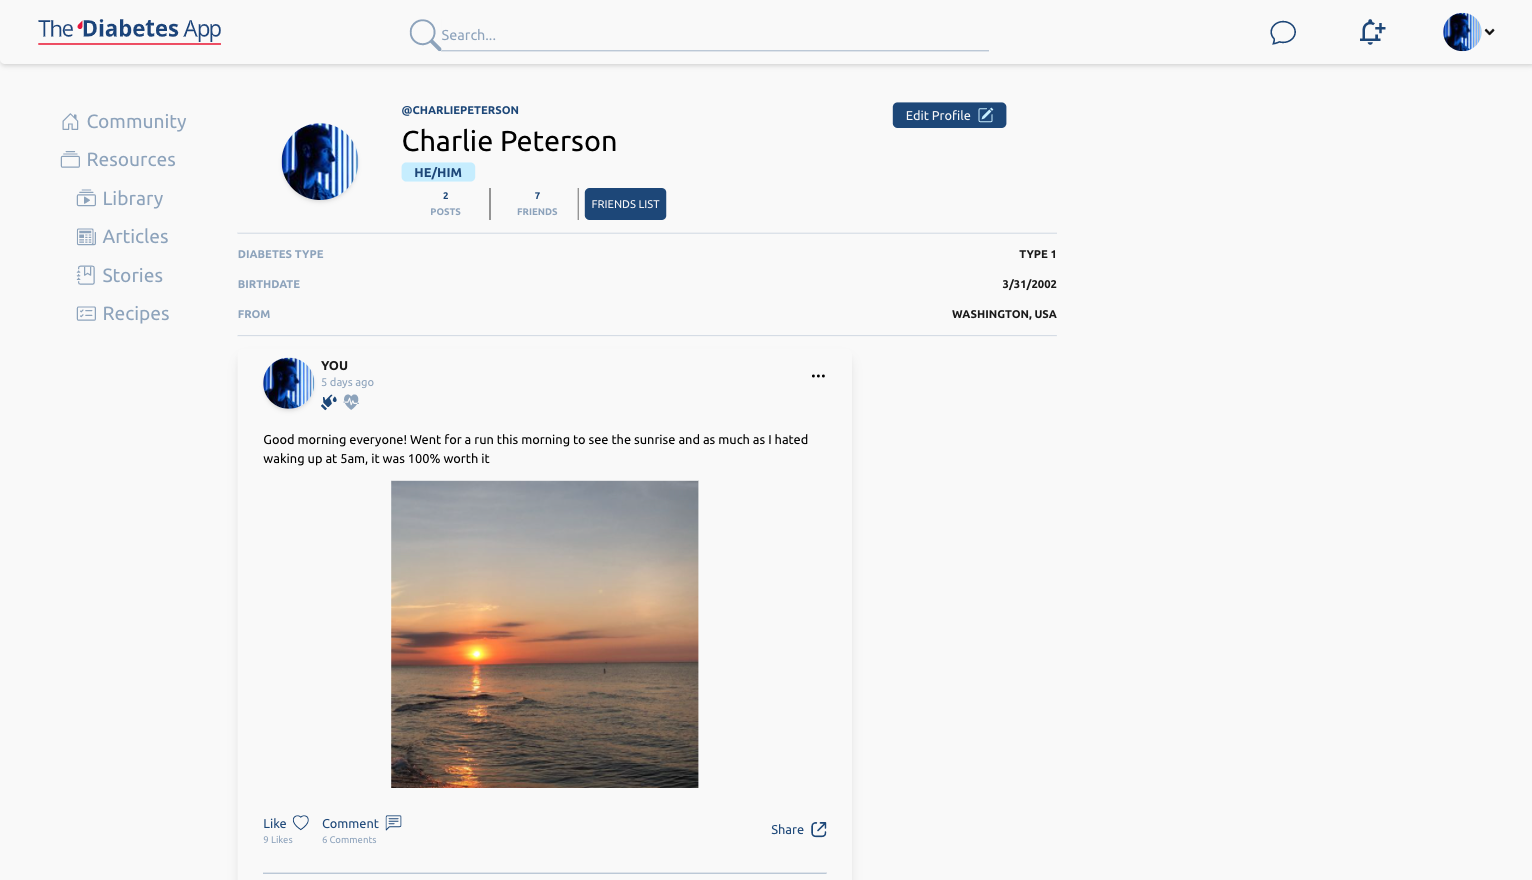 The Diabetes App
Search...
Community
Resources
Library
Articles
Stories
Recipes
@CHARLIEPETERSON
Charlie Peterson
HE/HIM
2
POSTS
7
FRIENDS
FRIENDS LIST
Edit Profile
DIABETES TYPE
TYPE 1
BIRTHDATE
3/31/2002
FROM
WASHINGTON, USA
YOU
5 days ago
Good morning everyone! Went for a run this morning to see the sunrise and as much as I hated
waking up at 5am, it was 100% worth it
Like
9 Likes
Comment
6 Comments
Share